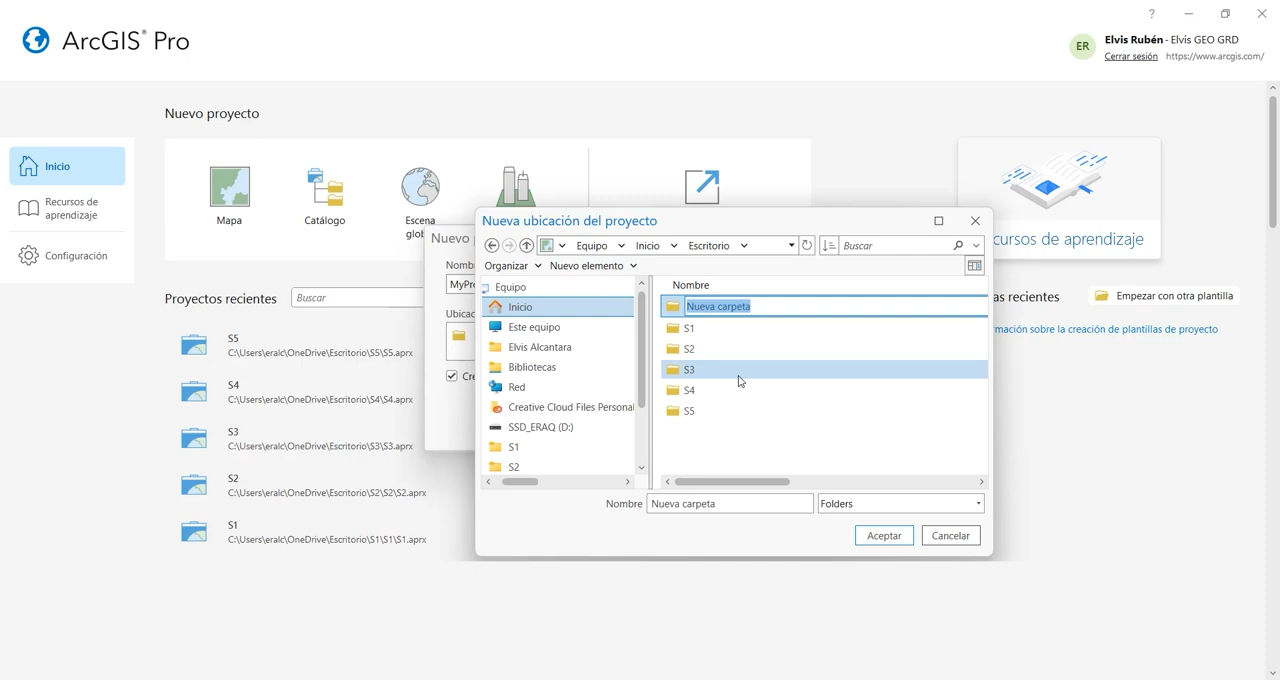 ?
ArcGIS® Pro
ER
Elvis Rubén - Elvis GEO GRD
Cerrar sesión https://www.arcgis.com/
Nuevo proyecto
Inicio
Recursos de
aprendizaje
Configuración
Mapa
Catálogo
Escena
glob
cursos de aprendizaje
Proyectos recientes
Buscar
as recientes
Empezar con otra plantilla
rmación sobre la creación de plantillas de proyecto
S5
C:\Users\eralc\OneDrive\Escritorio\S5\S5.aprx
S4
C:\Users\eralc\OneDrive\Escritorio\S4\S4.aprx
S3
C:\Users\eralc\OneDrive\Escritorio\S3\S3.aprx
S2
C:\Users\eralc\OneDrive\Escritorio\S2\S2\S2.aprx
S1
C:\Users\eralc\OneDrive\Escritorio\S1\S1\S1.aprx
Nuevo
Nomb
MyPr
Ubicac
Cre
Nueva ubicación del proyecto
Equipo Inicio Escritorio
Buscar
Organizar Nuevo elemento
Equipo
Inicio
Este equipo
Elvis Alcantara
Bibliotecas
Red
Creative Cloud Files Personal
SSD_ERAQ (D:)
S1
S2
Nombre
Nueva carpeta
S1
S2
S3
S4
S5
Nombre Nueva carpeta Folders
Aceptar Cancelar